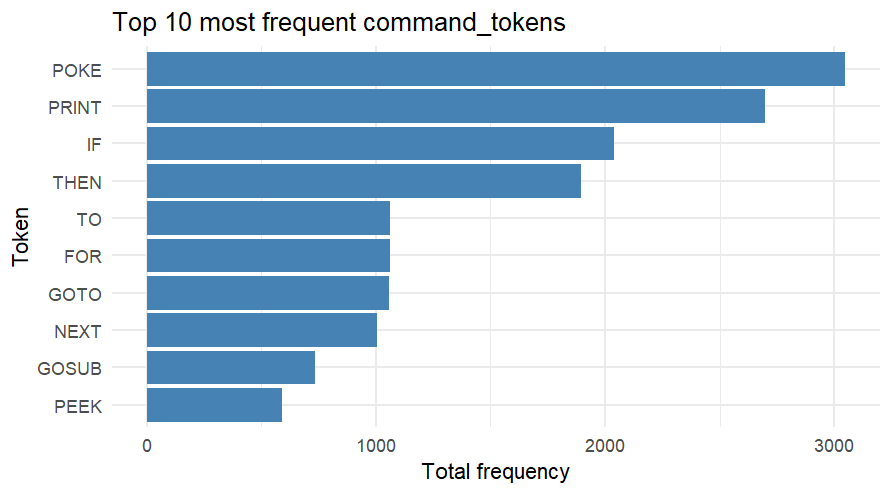 Top 10 most frequent command_tokens
POKE
PRINT
IF
THEN
TO
FOR
GOTO
NEXT
GOSUB
PEEK
Token
0 1000 2000 3000
Total frequency